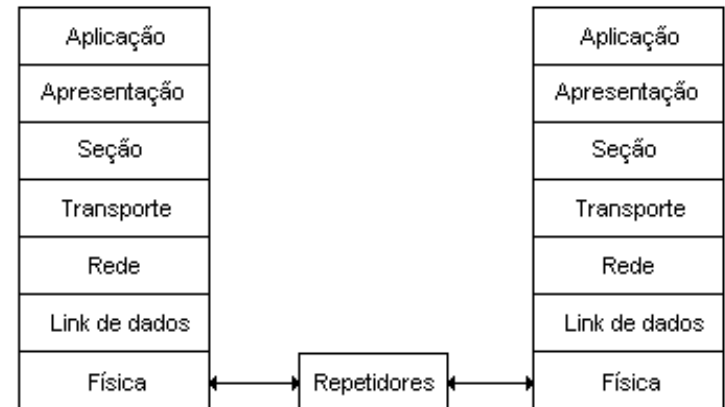 Aplicação
Aplicação
Apresentação
Apresentação
Seção
Seção
Transporte
Transporte
Rede
Rede
Link de dados
Link de dados
Física
Repetidores
Física